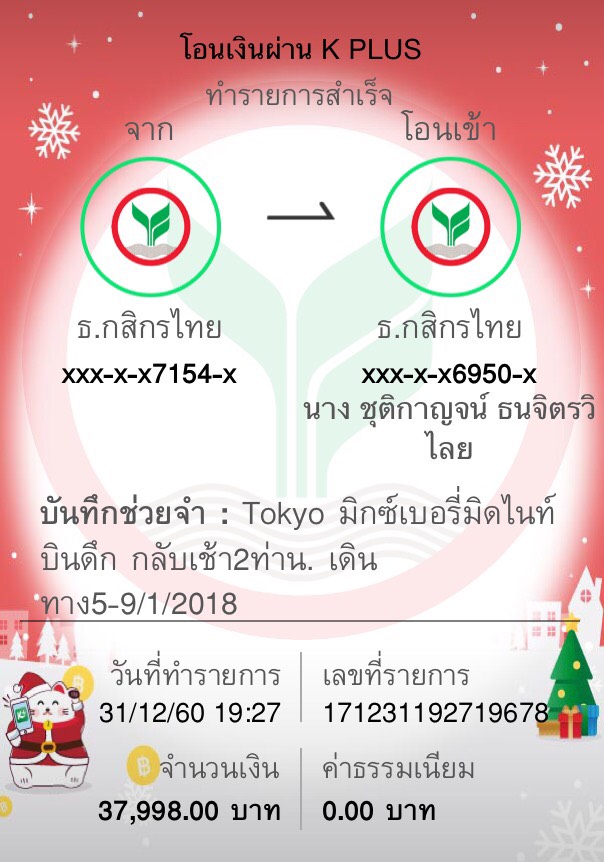 โอนเงินผ่าน K PLUS
ทำรายการสำเร็จ
จาก
โอนเข้า
ธ.กสิกรไทย
ธ.กสิกรไทย
xxx-x-x7154-x
xxx-x-x6950-x
นาง ชุติกาญจน์ ธนจิตรวิ
ไลย
บันทึกช่วยจำ : Tokyo มิกซ์เบอรี่มิดไนท์
บินดึก กลับเช้า2ท่าน. เดิน
ทาง5-9/1/2018
วันที่ทำรายการ
เลขที่รายการ
31/12/60 19:27
171231192719678
จำนวนเงิน
ค่าธรรมเนียม
37,998.00 บาท
0.00 บาท